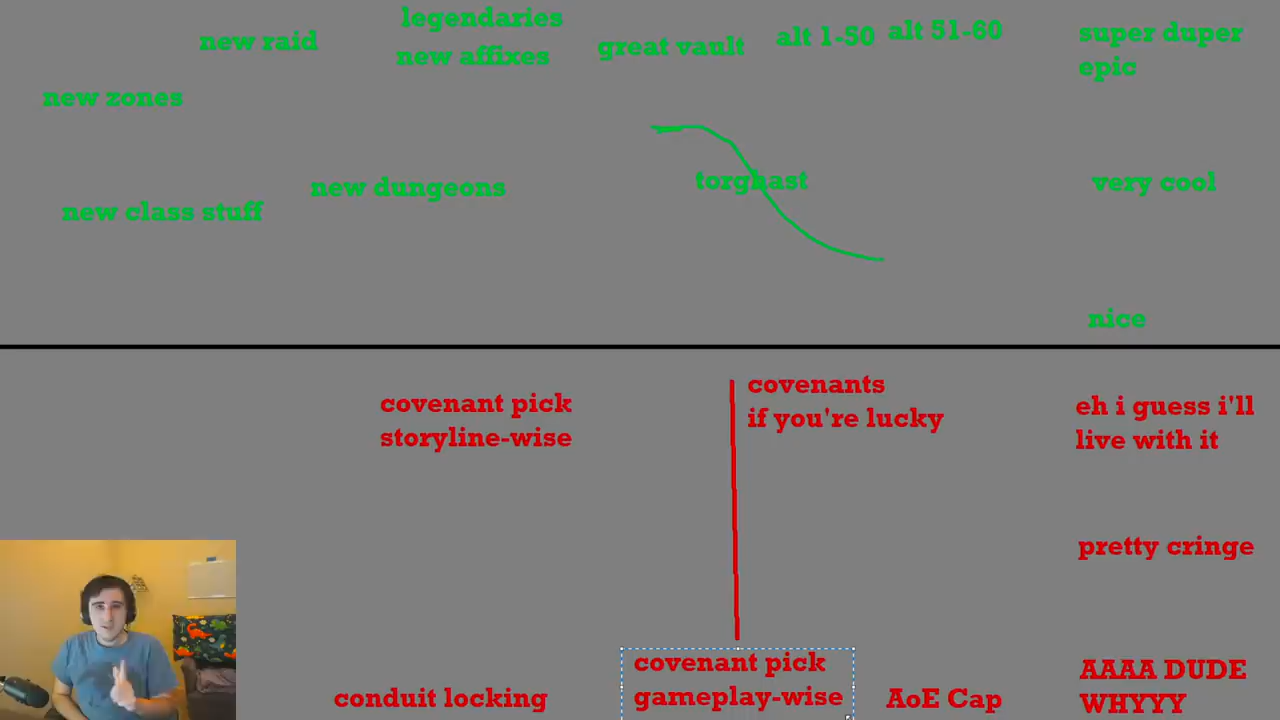 legendaries
new raid
new affixes
great vault
alt 1-50
alt 51-60
super duper
epic
new zones
torghast
very cool
new dungeons
new class stuff
nice
covenant pick
storyline-wise
covenants
if you're lucky
eh i guess i'll
live with it
pretty cringe
conduit locking
covenant pick
gameplay-wise
AoE Cap
AAAA DUDE
WHYYY